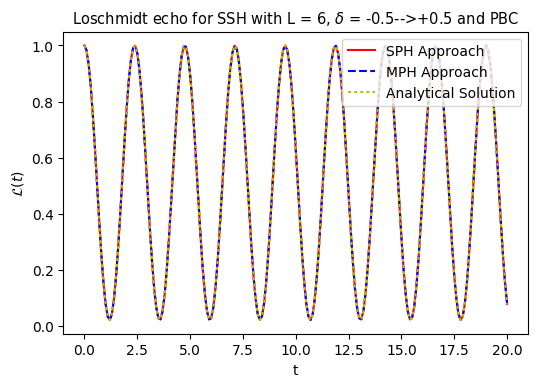 Loschmidt echo for SSH with L = 6, δ = -0.5-->+0.5 and PBC
SPH Approach
MPH Approach
Analytical Solution
ℒ(t)
1.0
0.8
0.6
0.4
0.2
0.0
0.0 2.5 5.0 7.5 10.0 12.5 15.0 17.5 20.0
t